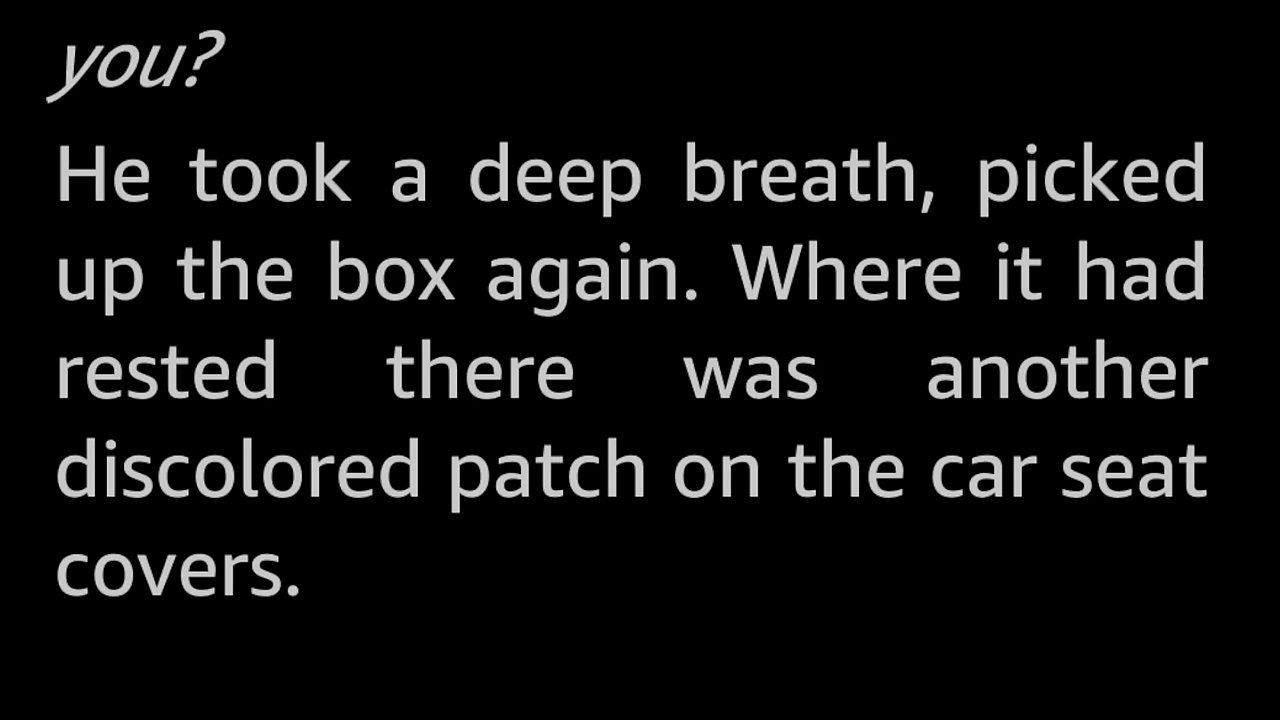 you?
He took a deep breath, picked
up the box again. Where it had
rested there was another
discolored patch on the car seat
covers.